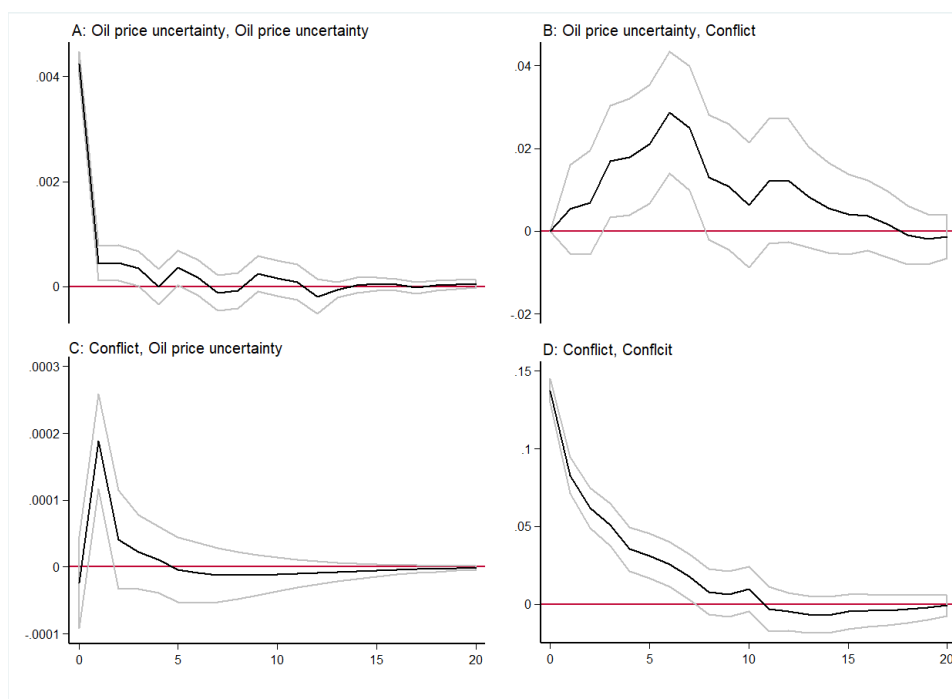 A: Oil price uncertainty, Oil price uncertainty
.004
.002
0
B: Oil price uncertainty, Conflict
.04
.02
0
-.02
C: Conflict, Oil price uncertainty
.0003
.0002
.0001
0
-.0001
0 5 10 15 20
D: Conflict, Conflcit
.15
.1
.05
0
0 5 10 15 20